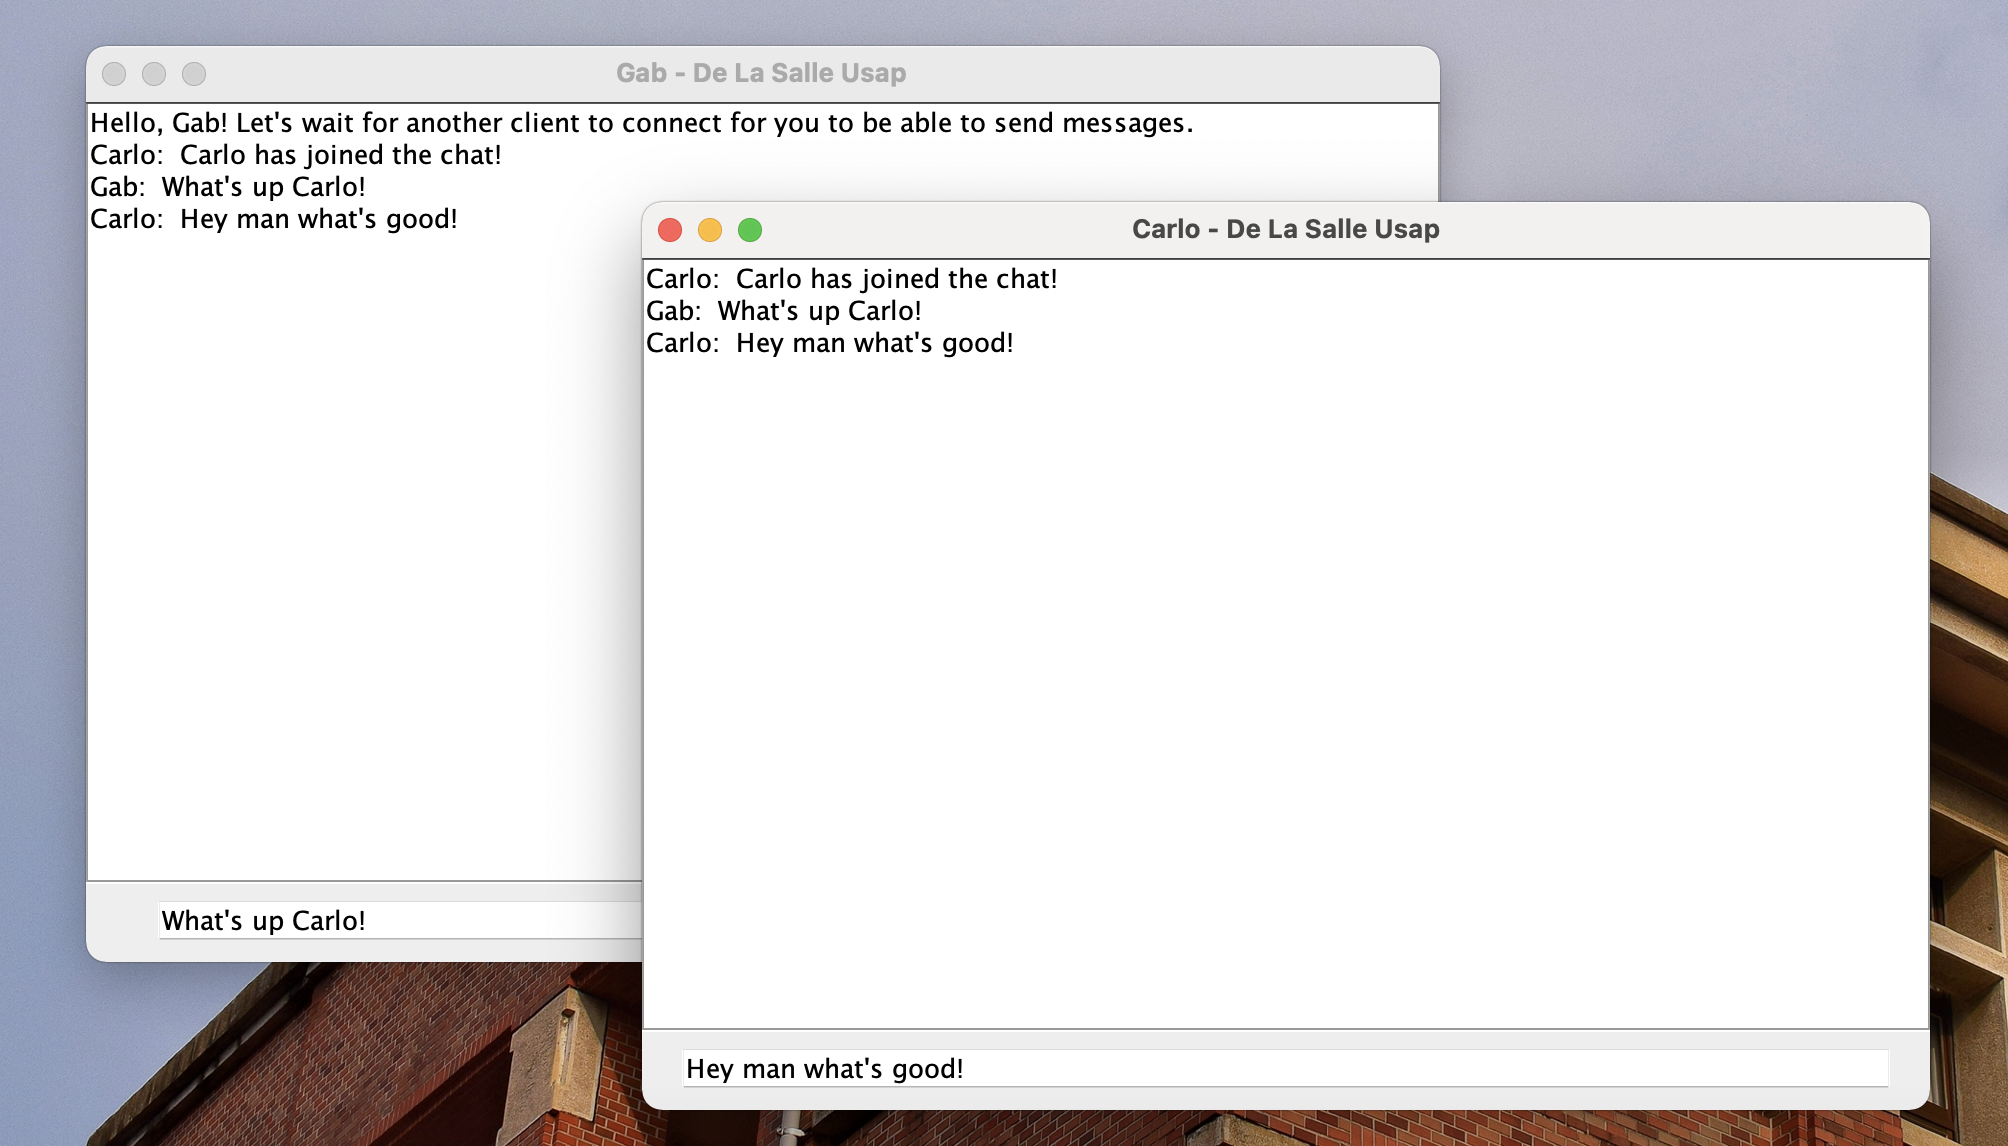 Gab - De La Salle Usap
Hello, Gab! Let's wait for another client to connect for you to be able to send messages.
Carlo:  Carlo has joined the chat!
Gab:  What's up Carlo!
Carlo:  Hey man what's good!
What's up Carlo!
Carlo - De La Salle Usap
Carlo:  Carlo has joined the chat!
Gab:  What's up Carlo!
Carlo:  Hey man what's good!
Hey man what's good!